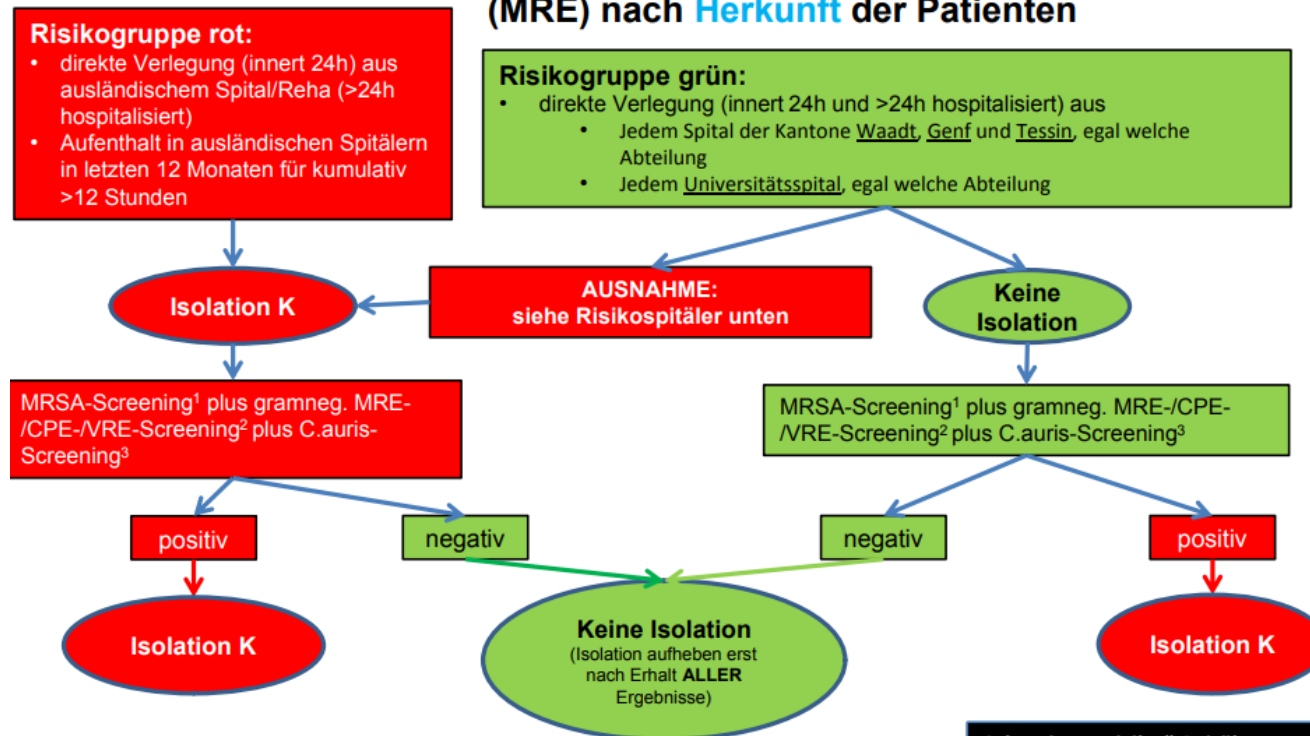 (MRE) nach Herkunft der Patienten
Risikogruppe rot:
• direkte Verlegung (innert 24h) aus
ausländischem Spital/Reha (>24h
hospitalisiert)
• Aufenthalt in ausländischen Spitälern
in letzten 12 Monaten für kumulativ
>12 Stunden
Risikogruppe grün:
• direkte Verlegung (innert 24h und >24h hospitalisiert) aus
• Jedem Spital der Kantone Waadt, Genf und Tessin, egal welche
Abteilung
• Jedem Universitätsspital, egal welche Abteilung
Isolation K
AUSNAHME:
siehe Risikospitäler unten
Keine
Isolation
MRSA-Screening¹ plus gramneg. MRE-
/CPE-/VRE-Screening² plus C.auris-
Screening³
MRSA-Screening¹ plus gramneg. MRE-/CPE-
/VRE-Screening² plus C.auris-Screening³
positiv
negativ
negativ
positiv
Isolation K
Keine Isolation
(Isolation aufheben erst
nach Erhalt ALLER
Ergebnisse)
Isolation K